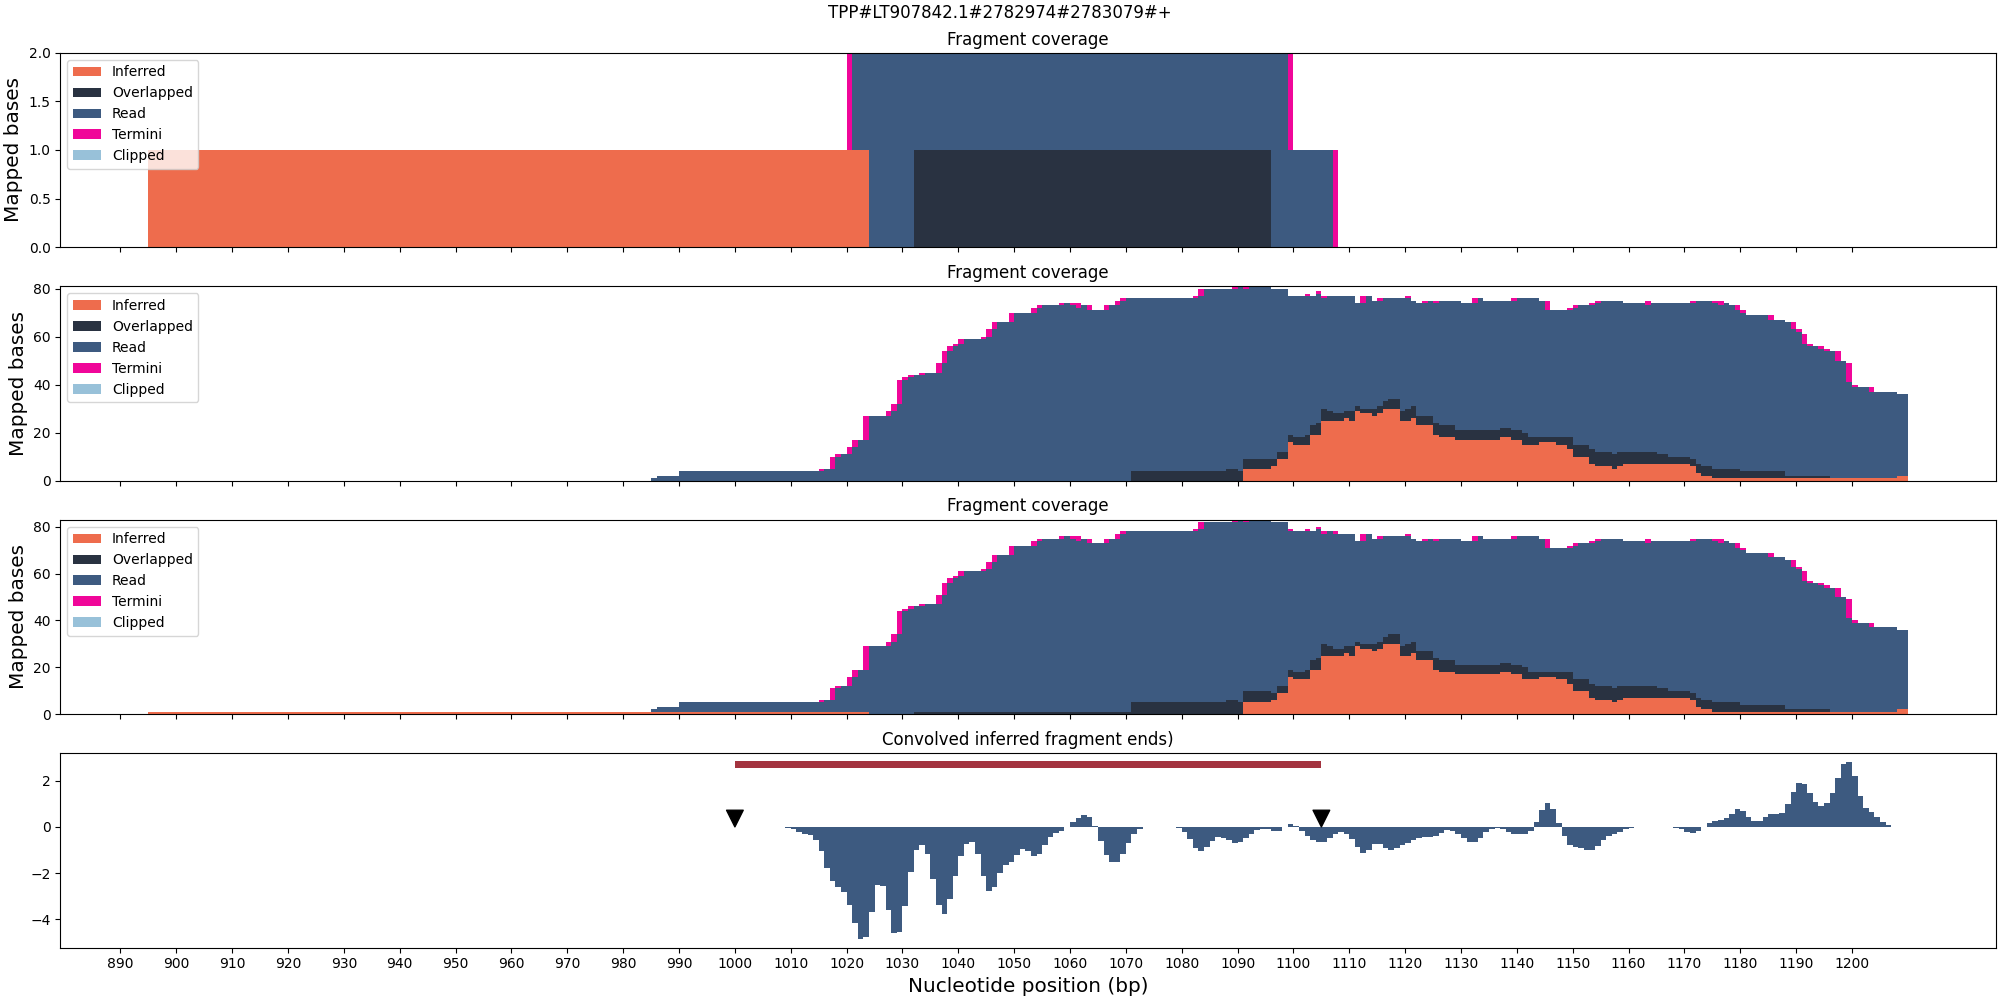 TPP#LT907842.1#2782974#2783079#+
Fragment coverage
Mapped bases
2.0
1.5
1.0
0.5
0.0
Inferred
Overlapped
Read
Termini
Clipped
Fragment coverage
Mapped bases
80
60
40
20
0
Inferred
Overlapped
Read
Termini
Clipped
Fragment coverage
Mapped bases
80
60
40
20
0
Inferred
Overlapped
Read
Termini
Clipped
Convolved inferred fragment ends)
2
0
−2
−4
890 900 910 920 930 940 950 960 970 980 990 1000 1010 1020 1030 1040 1050 1060 1070 1080 1090 1100 1110 1120 1130 1140 1150 1160 1170 1180 1190 1200
Nucleotide position (bp)